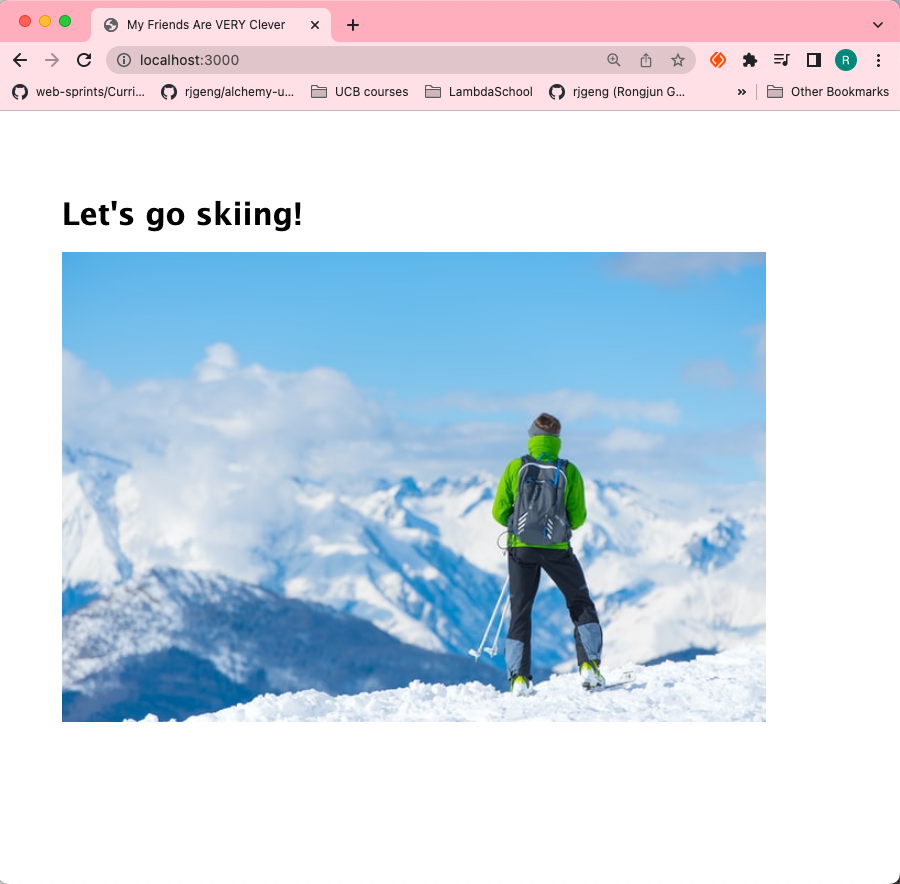 My Friends Are VERY Clever
localhost:3000
R
web-sprints/Curri...
rjgeng/alchemy-u...
UCB courses
LambdaSchool
rjgeng (Rongjun G...
»
Other Bookmarks
Let's go skiing!